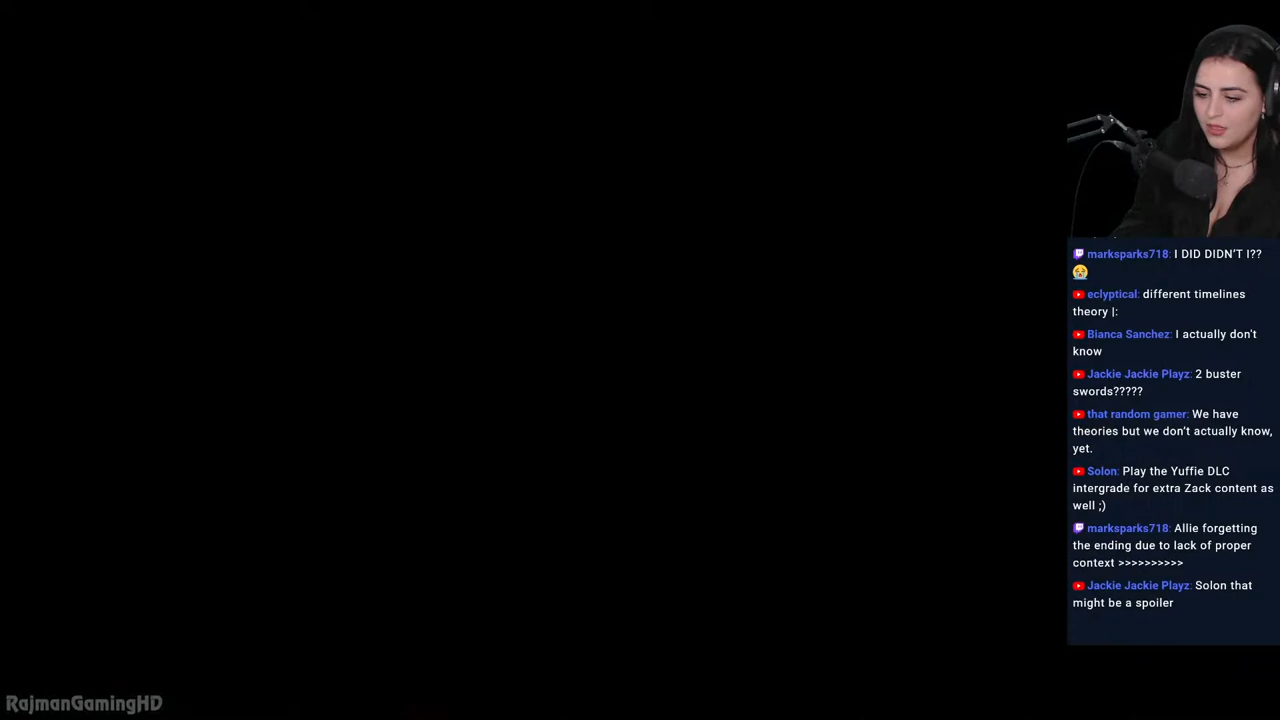 marksparks718: I DID DIDN'T I??
eclyptical: different timelines
theory |:
Bianca Sanchez: I actually don't
know
Jackie Jackie Playz: 2 buster
swords?????
that random gamer: We have
theories but we don't actually know,
yet.
Solon: Play the Yuffie DLC
intergrade for extra Zack content as
well ;)
marksparks718: Allie forgetting
the ending due to lack of proper
context >>>>>>>>>>
Jackie Jackie Playz: Solon that
might be a spoiler
RajmanGamingHD